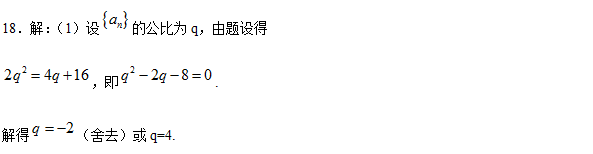 18．解：（1）设{aₙ}的公比为 q，由题设得
2q² = 4q + 16，即 q² − 2q − 8 = 0．
解得 q = −2（舍去）或 q=4.